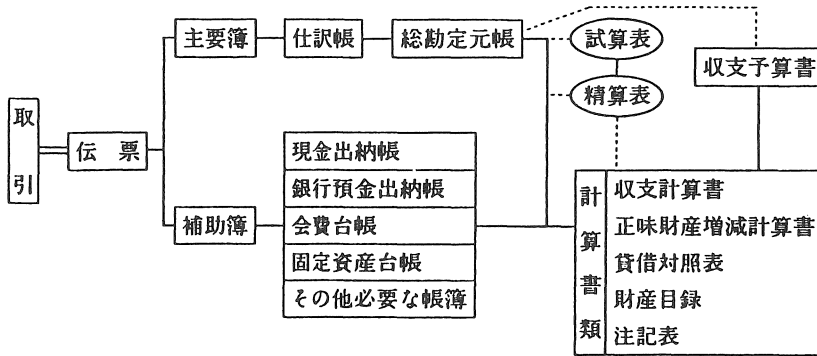 取引
伝票
主要簿
仕訳帳
総勘定元帳
試算表
精算表
収支子算書
補助簿
現金出納帳
銀行預金出納帳
会費台帳
固定資産台帳
その他必要な帳簿
計算書類
収支計算書
正味財産増減計算書
貸借対照表
財産目録
注記表